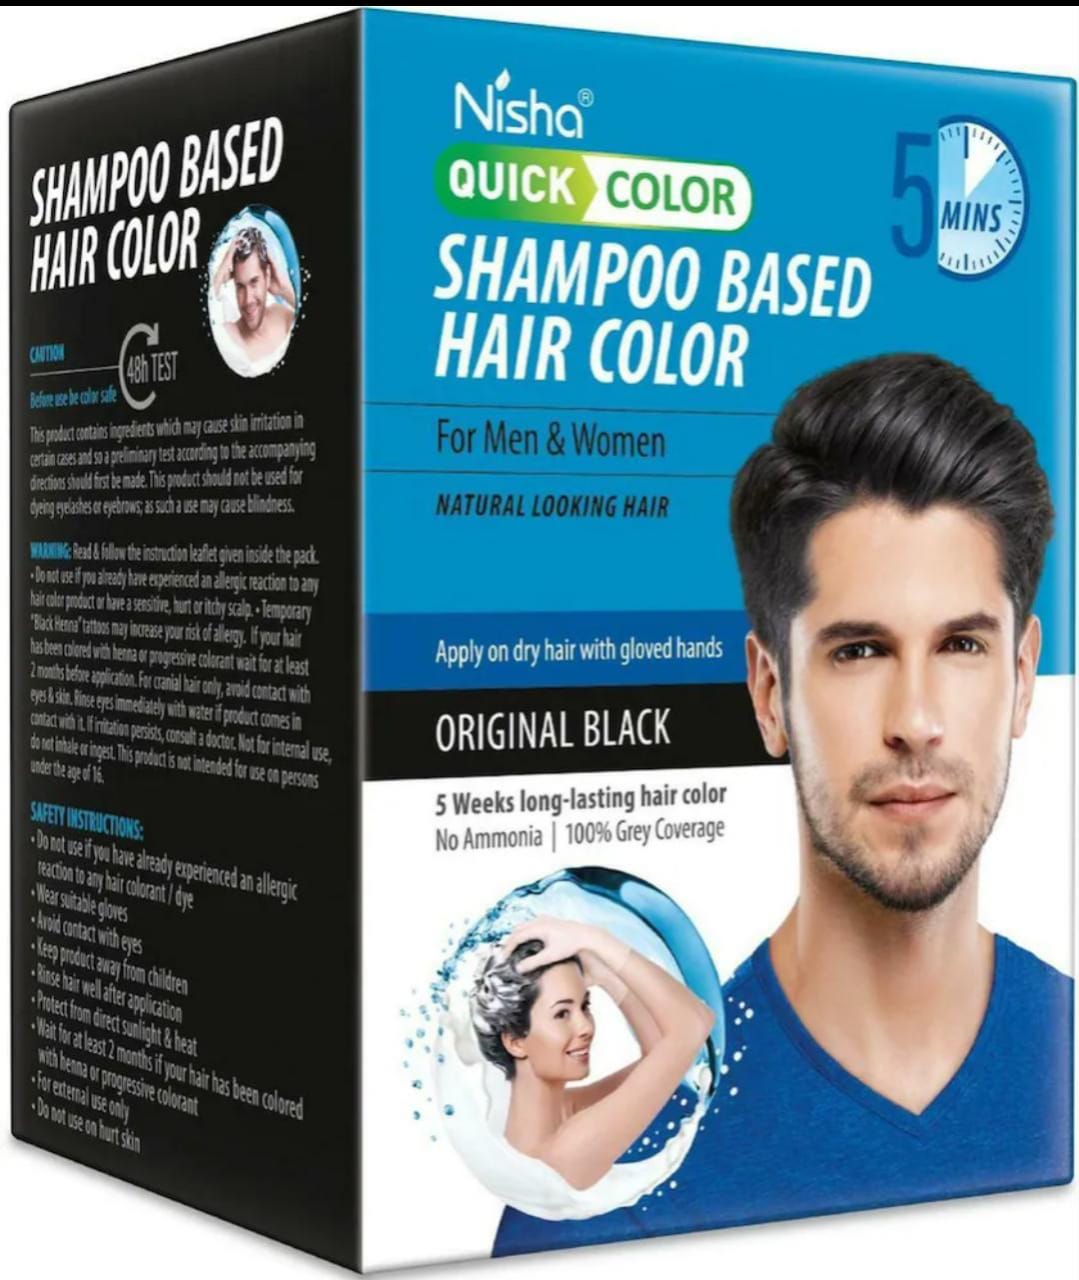 SHAMPOO BASED
HAIR COLOR
CAUTION
48h TEST
Before use be color safe
This product contains ingredients which may cause skin irritation in
certain cases and so a preliminary test according to the accompanying
directions should first be made. This product should not be used for
dyeing eyelashes or eyebrows; as such a use may cause blindness.
WARNING: Read & follow the instruction leaflet given inside the pack.
• Do not use if you already have experienced an allergic reaction to any
hair color product or have a sensitive, hurt or itchy scalp. • Temporary
"Black Henna" tattoos may increase your risk of allergy. If your hair
has been colored with henna or progressive colorant wait for at least
2 months before application. For cranial hair only, avoid contact with
eyes & skin. Rinse eyes immediately with water if product comes in
contact with it. If irritation persists, consult a doctor. Not for internal use,
do not inhale or ingest. This product is not intended for use on persons
under the age of 16.
SAFETY INSTRUCTIONS:
• Do not use if you have already experienced an allergic
reaction to any hair colorant / dye
• Wear suitable gloves
• Avoid contact with eyes
• Keep product away from children
• Rinse hair well after application
• Protect from direct sunlight & heat
• Wait for at least 2 months if your hair has been colored
with henna or progressive colorant
• For external use only
• Do not use on hurt skin
Nisha®
QUICK COLOR
5 MINS
SHAMPOO BASED
HAIR COLOR
For Men & Women
NATURAL LOOKING HAIR
Apply on dry hair with gloved hands
ORIGINAL BLACK
5 Weeks long-lasting hair color
No Ammonia | 100% Grey Coverage